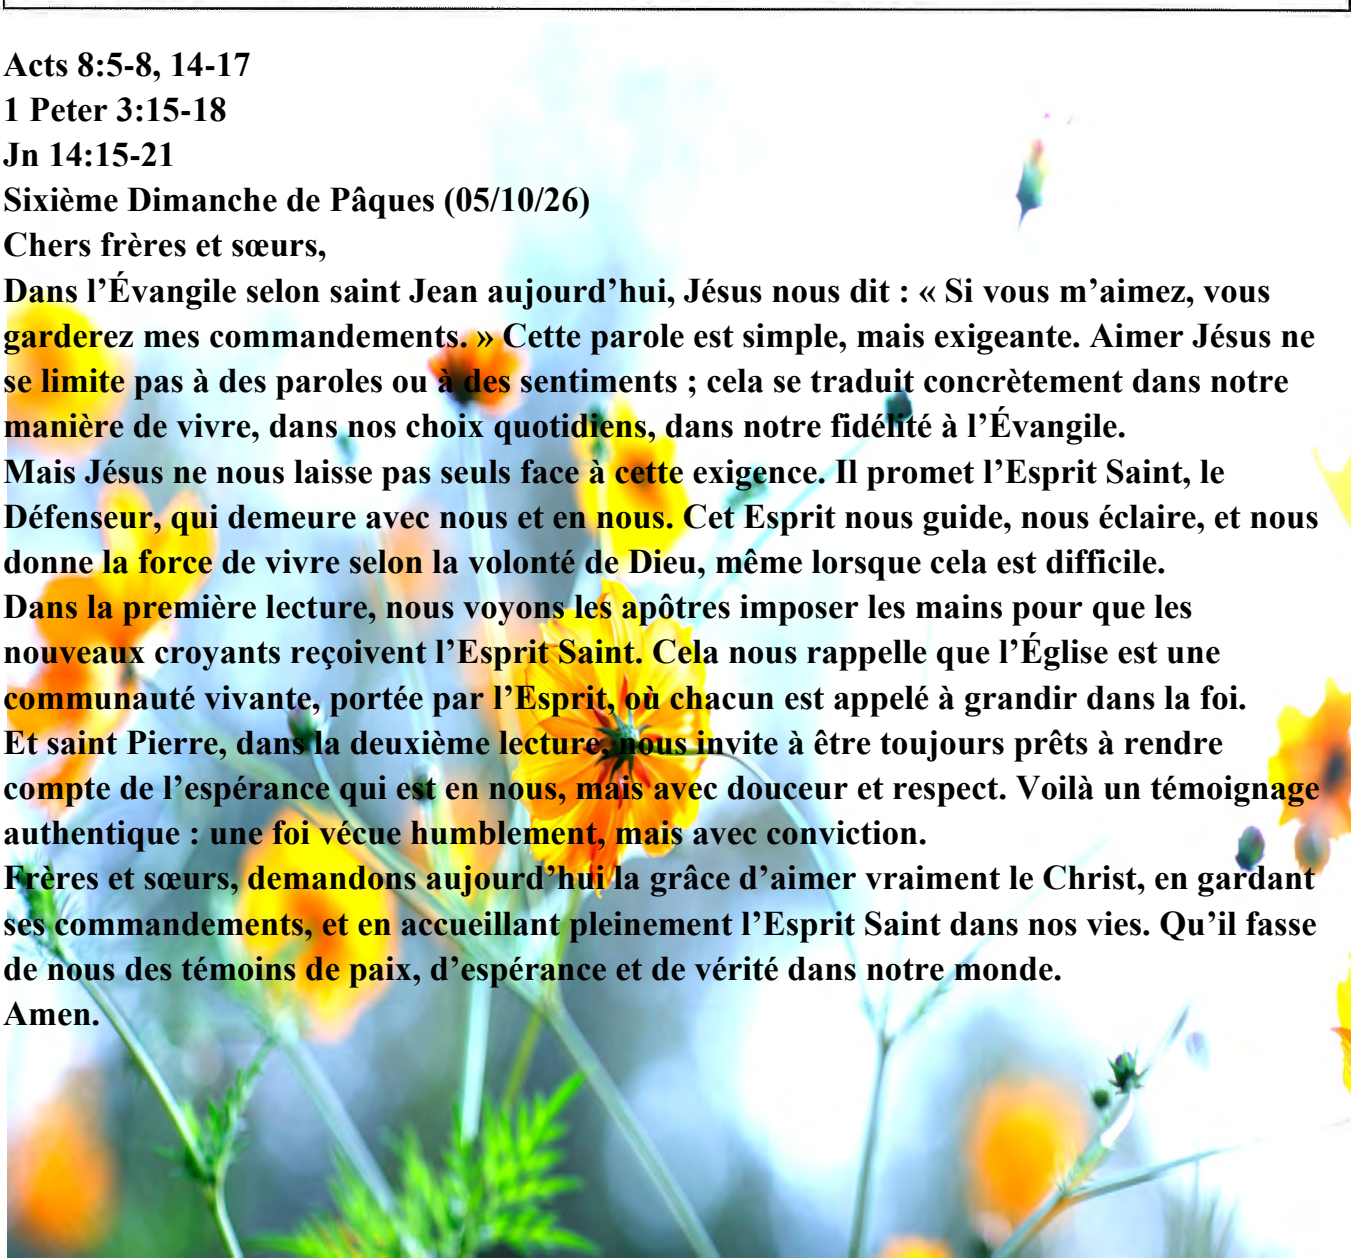 Acts 8:5-8, 14-17
1 Peter 3:15-18
Jn 14:15-21
Sixième Dimanche de Pâques (05/10/26)
Chers frères et sœurs,
Dans l’Évangile selon saint Jean aujourd’hui, Jésus nous dit : « Si vous m’aimez, vous
garderez mes commandements. » Cette parole est simple, mais exigeante. Aimer Jésus ne
se limite pas à des paroles ou à des sentiments ; cela se traduit concrètement dans notre
manière de vivre, dans nos choix quotidiens, dans notre fidélité à l’Évangile.
Mais Jésus ne nous laisse pas seuls face à cette exigence. Il promet l’Esprit Saint, le
Défenseur, qui demeure avec nous et en nous. Cet Esprit nous guide, nous éclaire, et nous
donne la force de vivre selon la volonté de Dieu, même lorsque cela est difficile.
Dans la première lecture, nous voyons les apôtres imposer les mains pour que les
nouveaux croyants reçoivent l’Esprit Saint. Cela nous rappelle que l’Église est une
communauté vivante, portée par l’Esprit, où chacun est appelé à grandir dans la foi.
Et saint Pierre, dans la deuxième lecture, nous invite à être toujours prêts à rendre
compte de l’espérance qui est en nous, mais avec douceur et respect. Voilà un témoignage
authentique : une foi vécue humblement, mais avec conviction.
Frères et sœurs, demandons aujourd’hui la grâce d’aimer vraiment le Christ, en gardant
ses commandements, et en accueillant pleinement l’Esprit Saint dans nos vies. Qu’il fasse
de nous des témoins de paix, d’espérance et de vérité dans notre monde.
Amen.